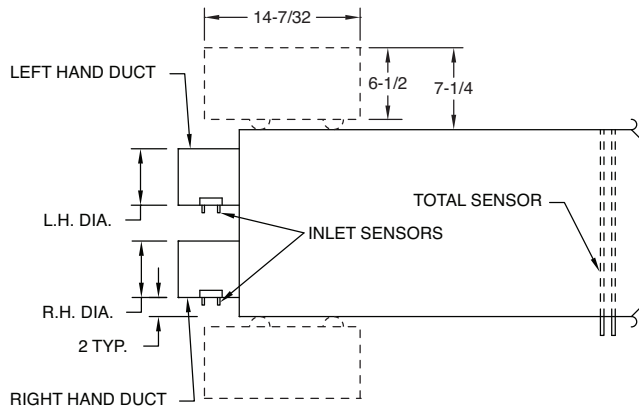 14-7/32
LEFT HAND DUCT
6-1/2
7-1/4
TOTAL SENSOR
L.H. DIA.
INLET SENSORS
R.H. DIA.
2 TYP.
RIGHT HAND DUCT